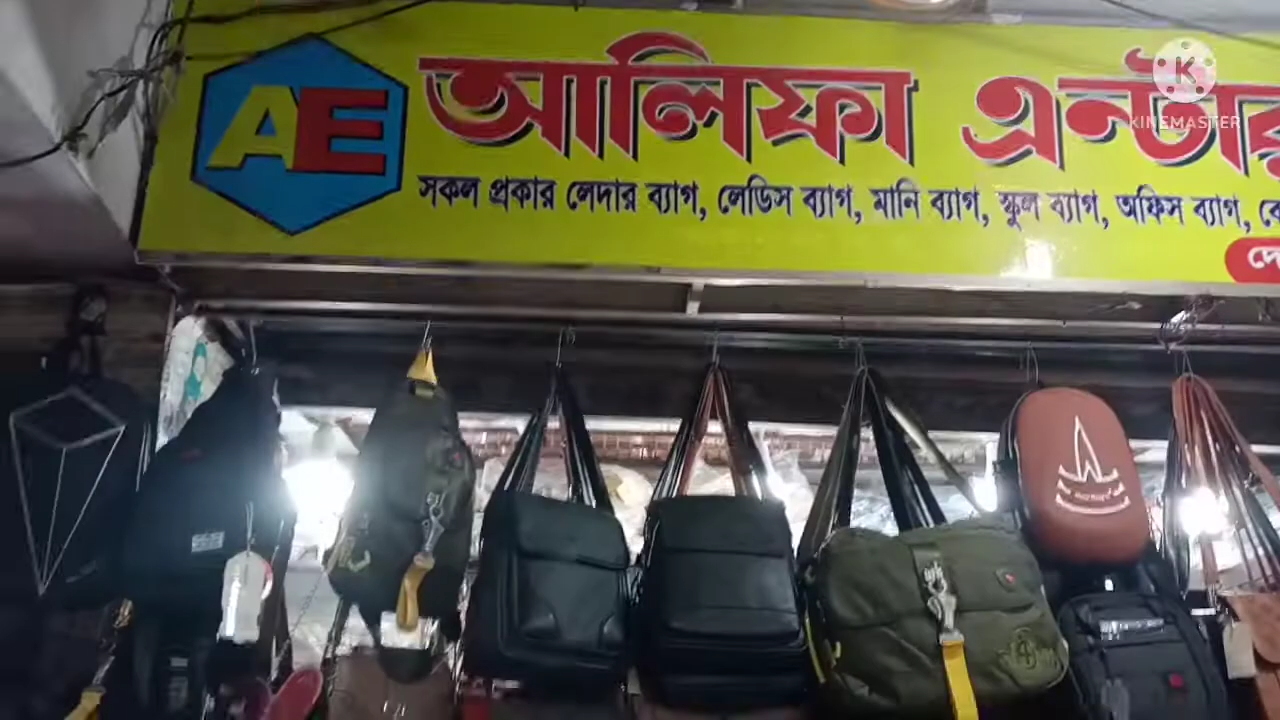 AE
আলিফা এন্টার
সকল প্রকার লেদার ব্যাগ, লেডিস ব্যাগ, মানি ব্যাগ, স্কুল ব্যাগ, অফিস ব্যাগ,
K
KINEMASTER